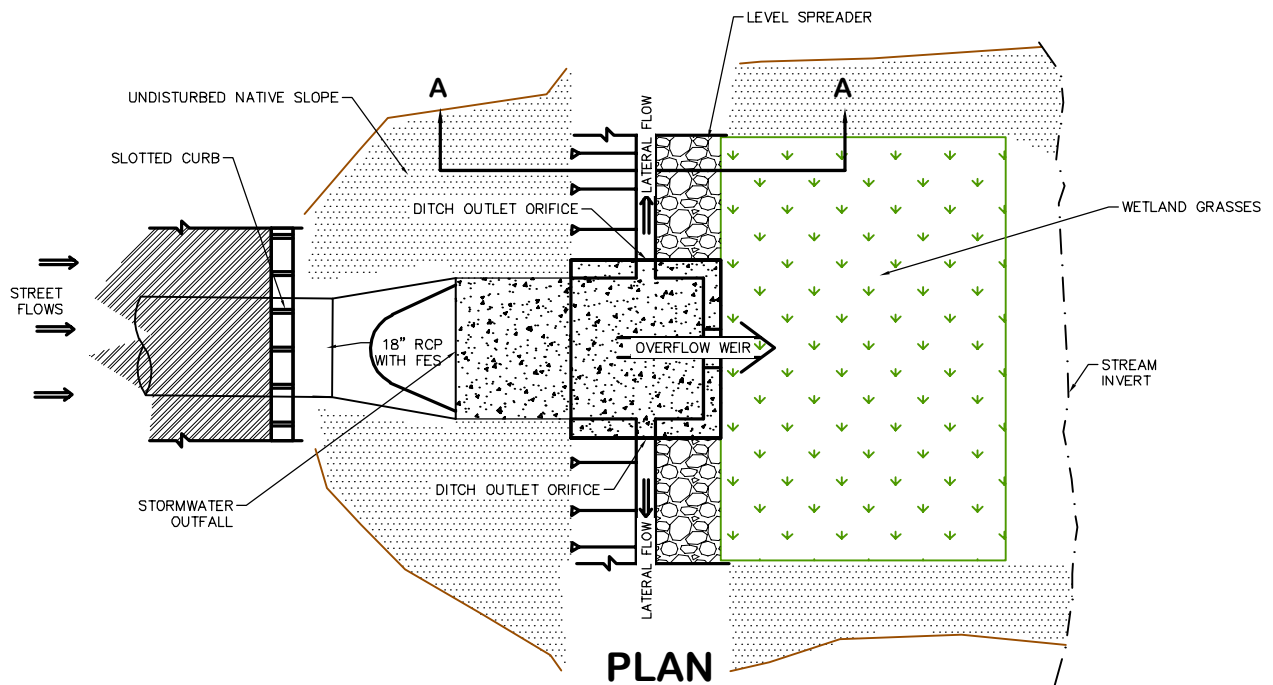 LEVEL SPREADER
A
A
UNDISTURBED NATIVE SLOPE
LATERAL FLOW
SLOTTED CURB
DITCH OUTLET ORIFICE
WETLAND GRASSES
STREET
FLOWS
18" RCP
WITH FES
OVERFLOW WEIR
STREAM
INVERT
DITCH OUTLET ORIFICE
STORMWATER
OUTFALL
LATERAL FLOW
PLAN